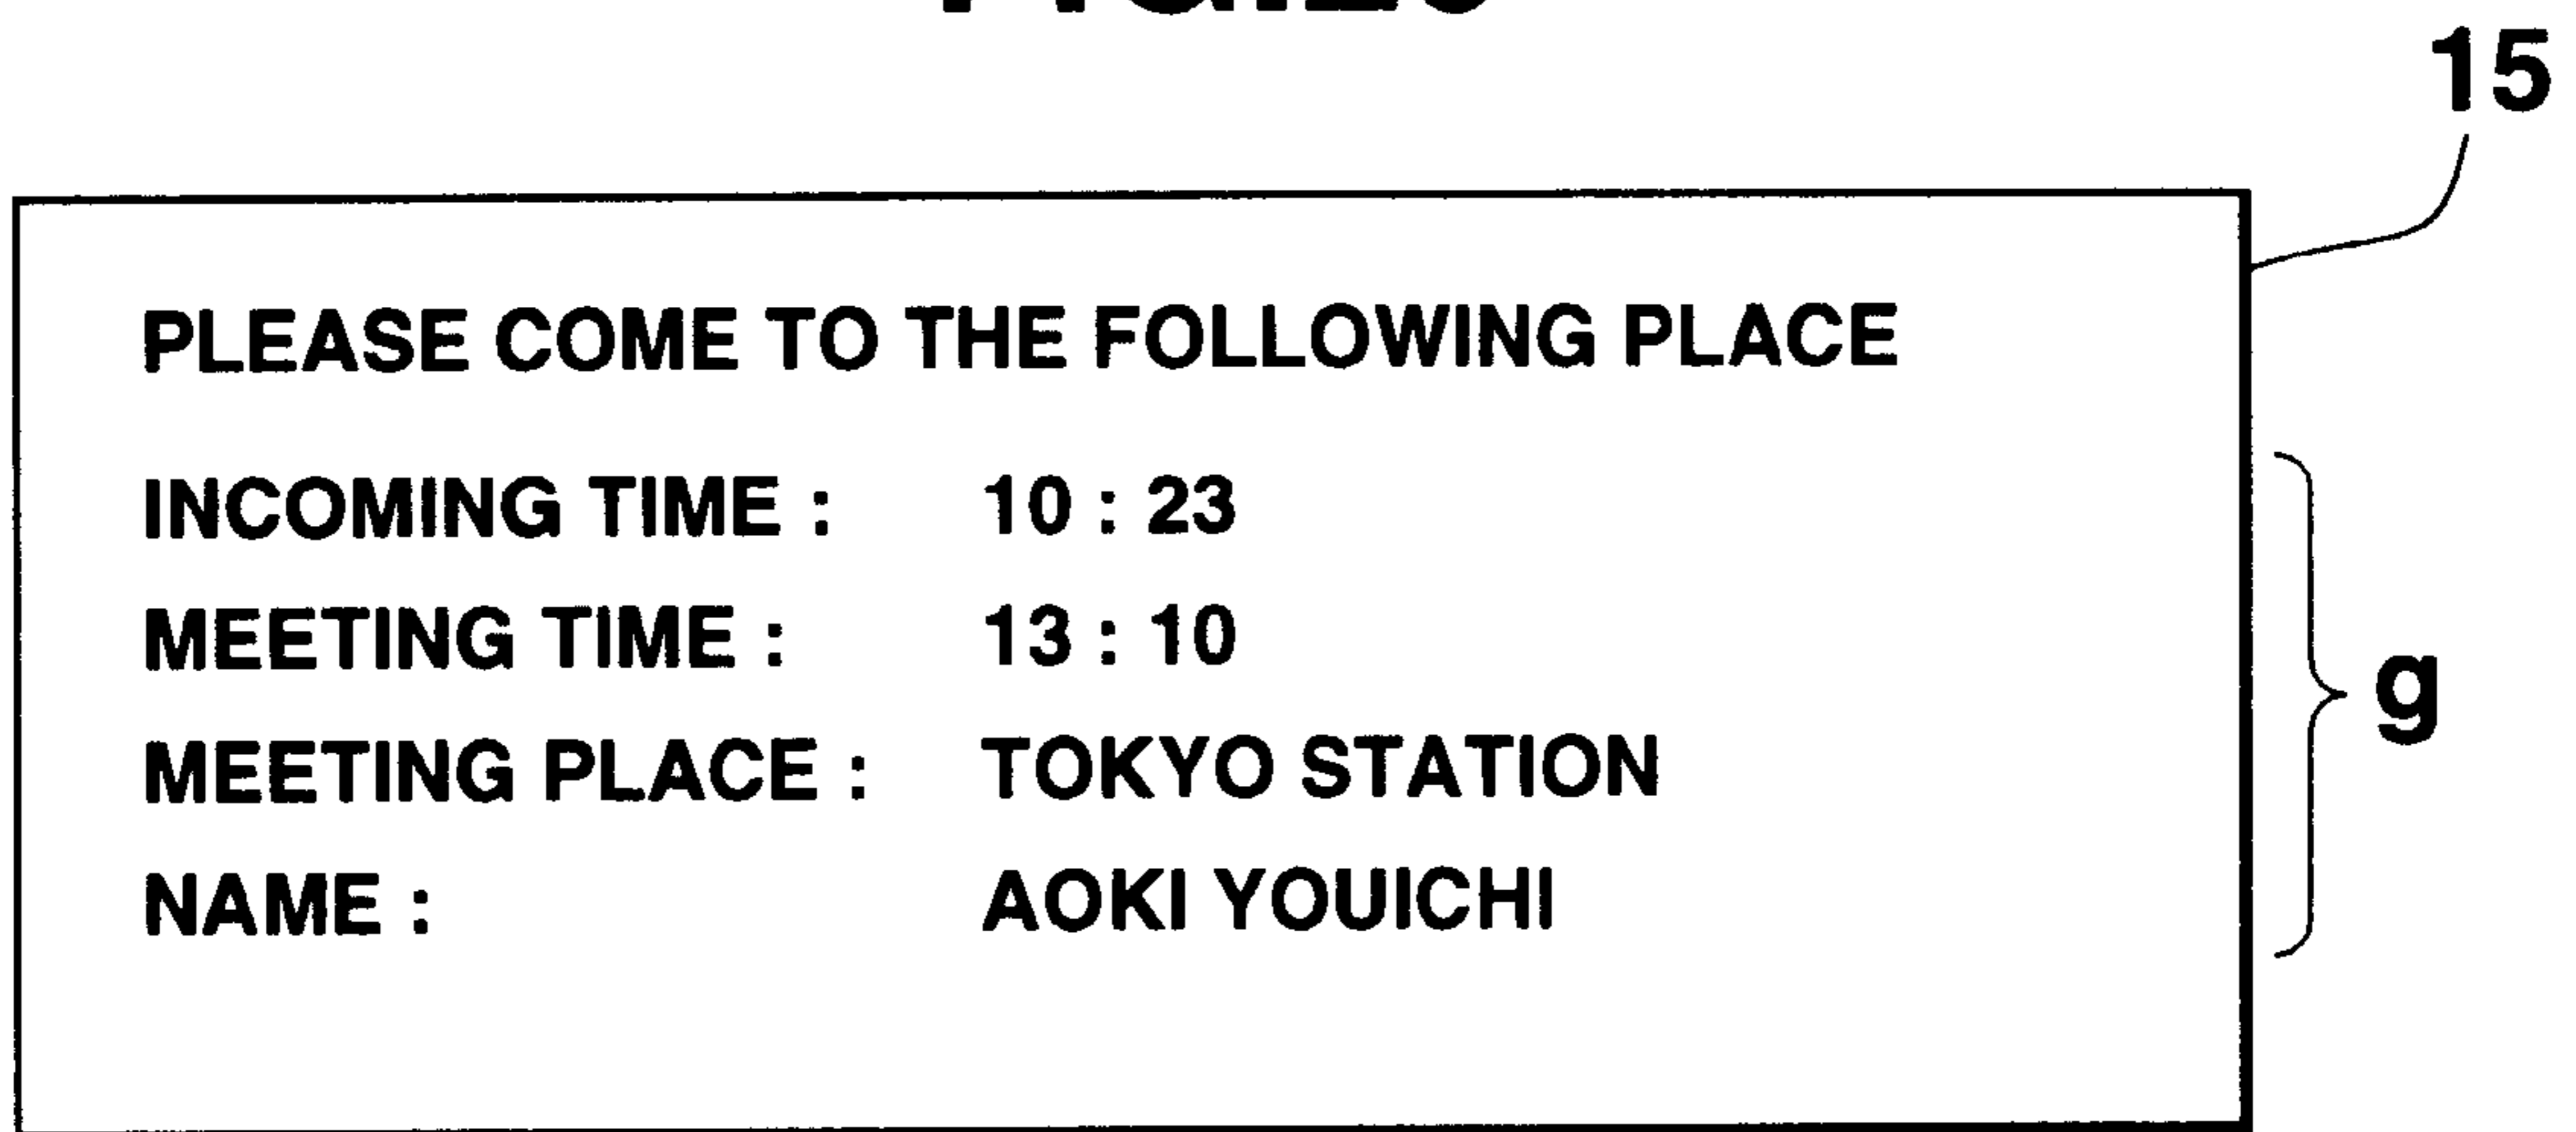 15
PLEASE COME TO THE FOLLOWING PLACE
INCOMING TIME : 10 : 23
MEETING TIME : 13 : 10
MEETING PLACE : TOKYO STATION
NAME : AOKI YOUICHI
g